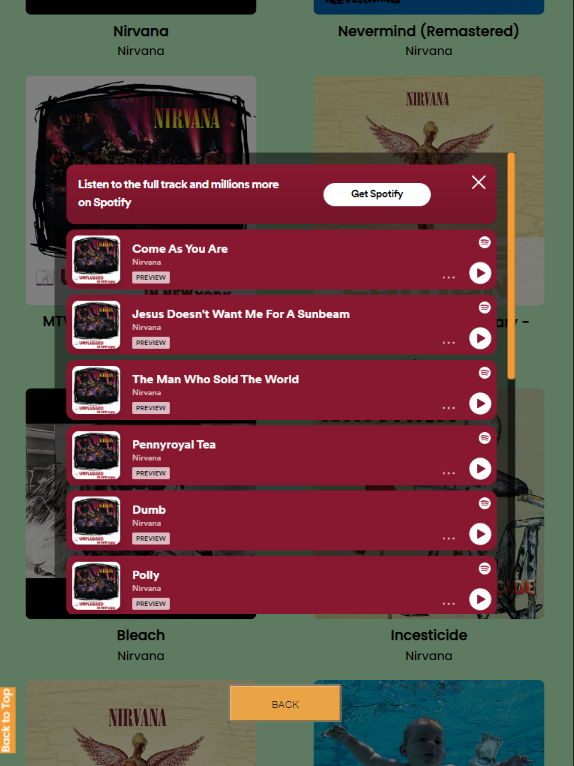 Nirvana
Nirvana
Nevermind (Remastered)
Nirvana
NIRVANA
NIRVANA
Listen to the full track and millions more
on Spotify
Get Spotify
Come As You Are
Nirvana
PREVIEW
Jesus Doesn't Want Me For A Sunbeam
Nirvana
PREVIEW
The Man Who Sold The World
Nirvana
PREVIEW
Pennyroyal Tea
Nirvana
PREVIEW
Dumb
Nirvana
PREVIEW
Polly
Nirvana
PREVIEW
Bleach
Nirvana
Incesticide
Nirvana
BACK
Back to Top
NIRVANA